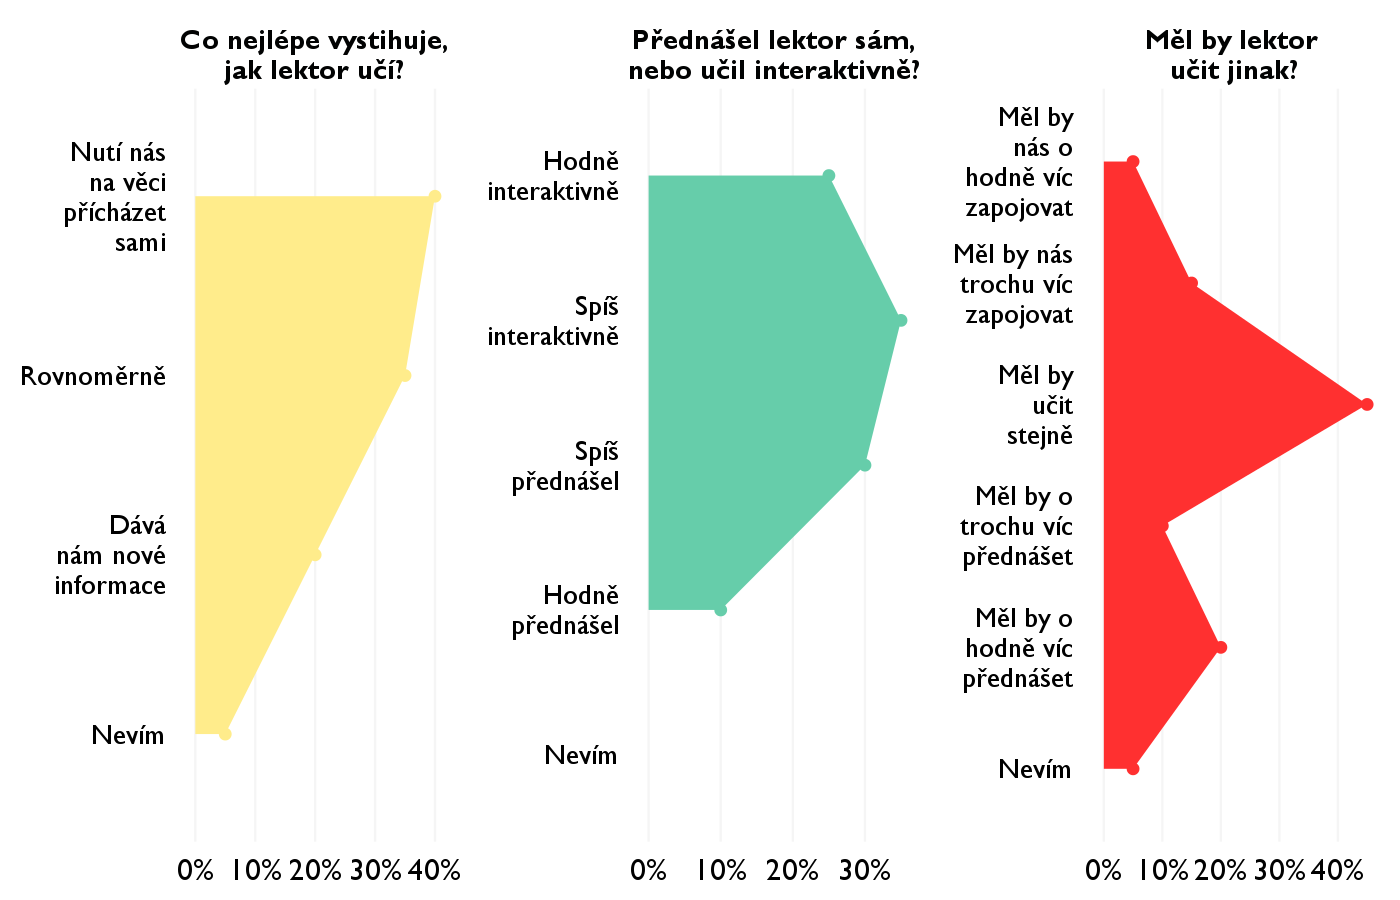 Co nejlépe vystihuje,
jak lektor učí?
Nutí nás
na věci
přícházet
sami
Rovnoměrně
Dává
nám nové
informace
Nevím
0% 10% 20% 30% 40%
Přednášel lektor sám,
nebo učil interaktivně?
Hodně
interaktivně
Spíš
interaktivně
Spíš
přednášel
Hodně
přednášel
Nevím
0% 10% 20% 30%
Měl by lektor
učit jinak?
Měl by
nás o
hodně víc
zapojovat
Měl by nás
trochu víc
zapojovat
Měl by
učit
stejně
Měl by o
trochu víc
přednášet
Měl by o
hodně víc
přednášet
Nevím
0% 10% 20% 30% 40%